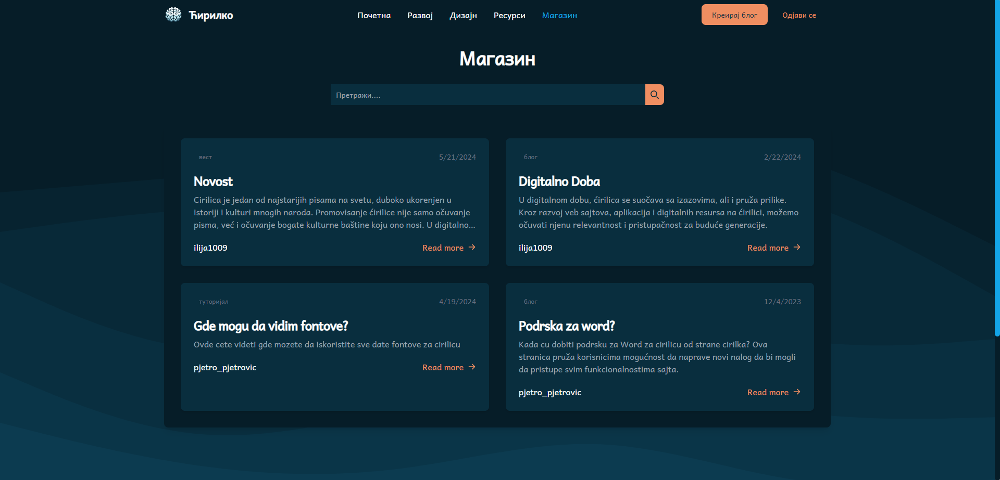 Ћирилко
Почетна Развој Дизајн Ресурси Магазин
Креирај блог Одјави се
Магазин
Претражи....
вест 5/21/2024
Novost
Cirilica je jedan od najstarijih pisama na svetu, duboko ukorenjen u
istoriji i kulturi mnogih naroda. Promovisanje ćirilice nije samo očuvanje
pisma, već i očuvanje bogate kulturne baštine koju ono nosi. U digitalno...
ilija1009 Read more
блог 2/22/2024
Digitalno Doba
U digitalnom dobu, ćirilica se suočava sa izazovima, ali i pruža prilike.
Kroz razvoj veb sajtova, aplikacija i digitalnih resursa na ćirilici, možemo
očuvati njenu relevantnost i pristupačnost za buduće generacije.
ilija1009 Read more
туторијал 4/19/2024
Gde mogu da vidim fontove?
Ovde cete videti gde mozete da iskoristite sve date fontove za cirilicu
pjetro_pjetrovic Read more
блог 12/4/2023
Podrska za word?
Kada cu dobiti podrsku za Word za cirilicu od strane cirilka? Ova
stranica pruža korisnicima mogućnost da naprave novi nalog da bi mogli
da pristupe svim funkcionalnostima sajta.
pjetro_pjetrovic Read more